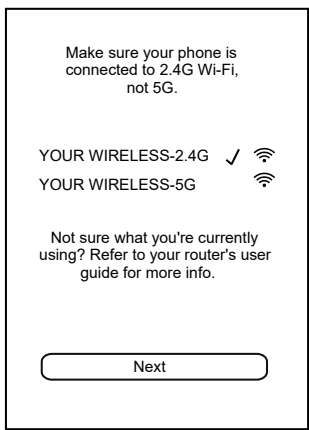 Make sure your phone is
connected to 2.4G Wi-Fi,
not 5G.
YOUR WIRELESS-2.4G
YOUR WIRELESS-5G
Not sure what you're currently
using? Refer to your router's user
guide for more info.
Next